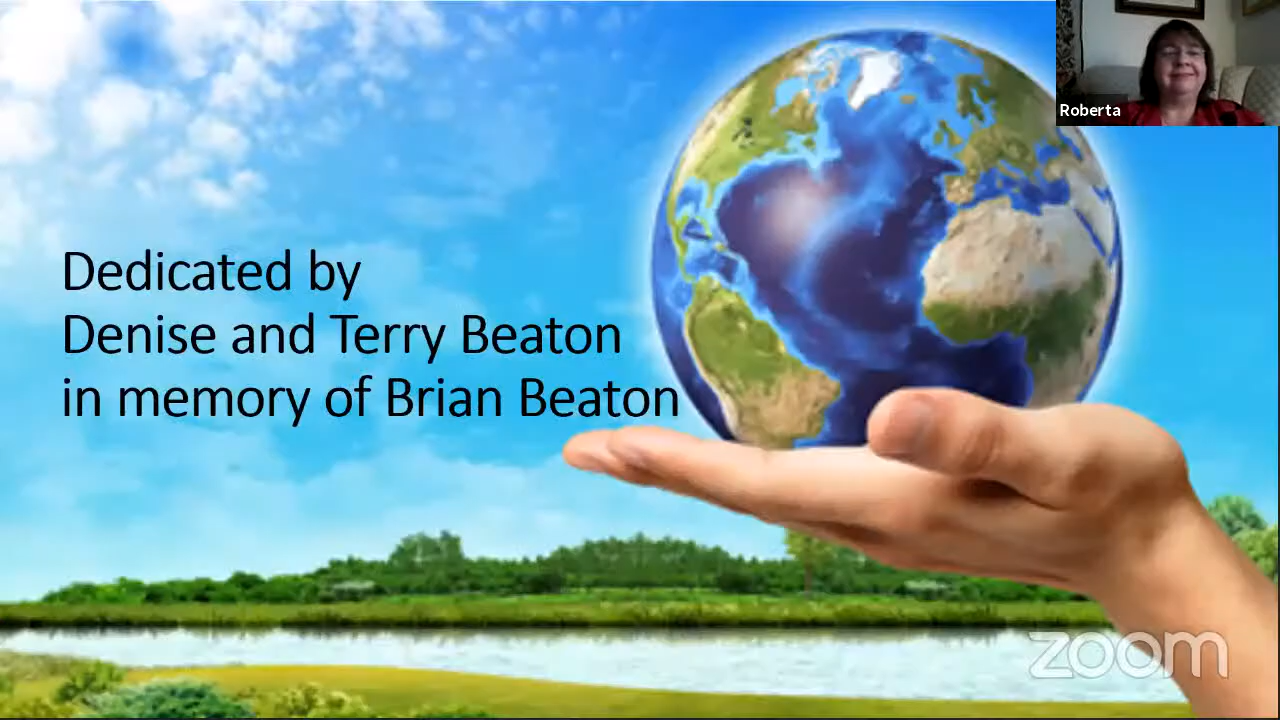 Roberta
Dedicated by
Denise and Terry Beaton
in memory of Brian Beaton
zoom